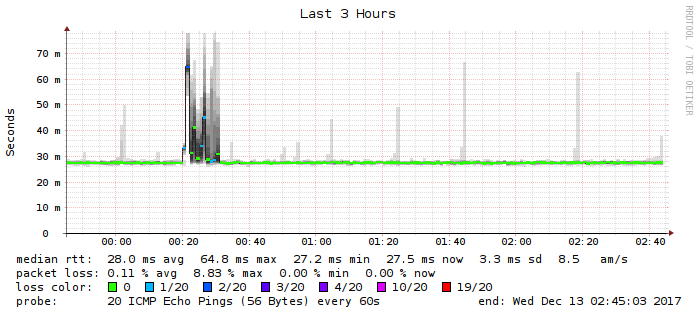 Last 3 Hours
RRDTOOL / TOBI OETIKER
Seconds
70 m
60 m
50 m
40 m
30 m
20 m
10 m
0
00:00 00:20 00:40 01:00 01:20 01:40 02:00 02:20 02:40
median rtt: 28.0 ms avg 64.8 ms max 27.2 ms min 27.5 ms now 3.3 ms sd 8.5 am/s
packet loss: 0.11 % avg 8.83 % max 0.00 % min 0.00 % now
loss color: 0 1/20 2/20 3/20 4/20 10/20 19/20
probe: 20 ICMP Echo Pings (56 Bytes) every 60s end: Wed Dec 13 02:45:03 2017